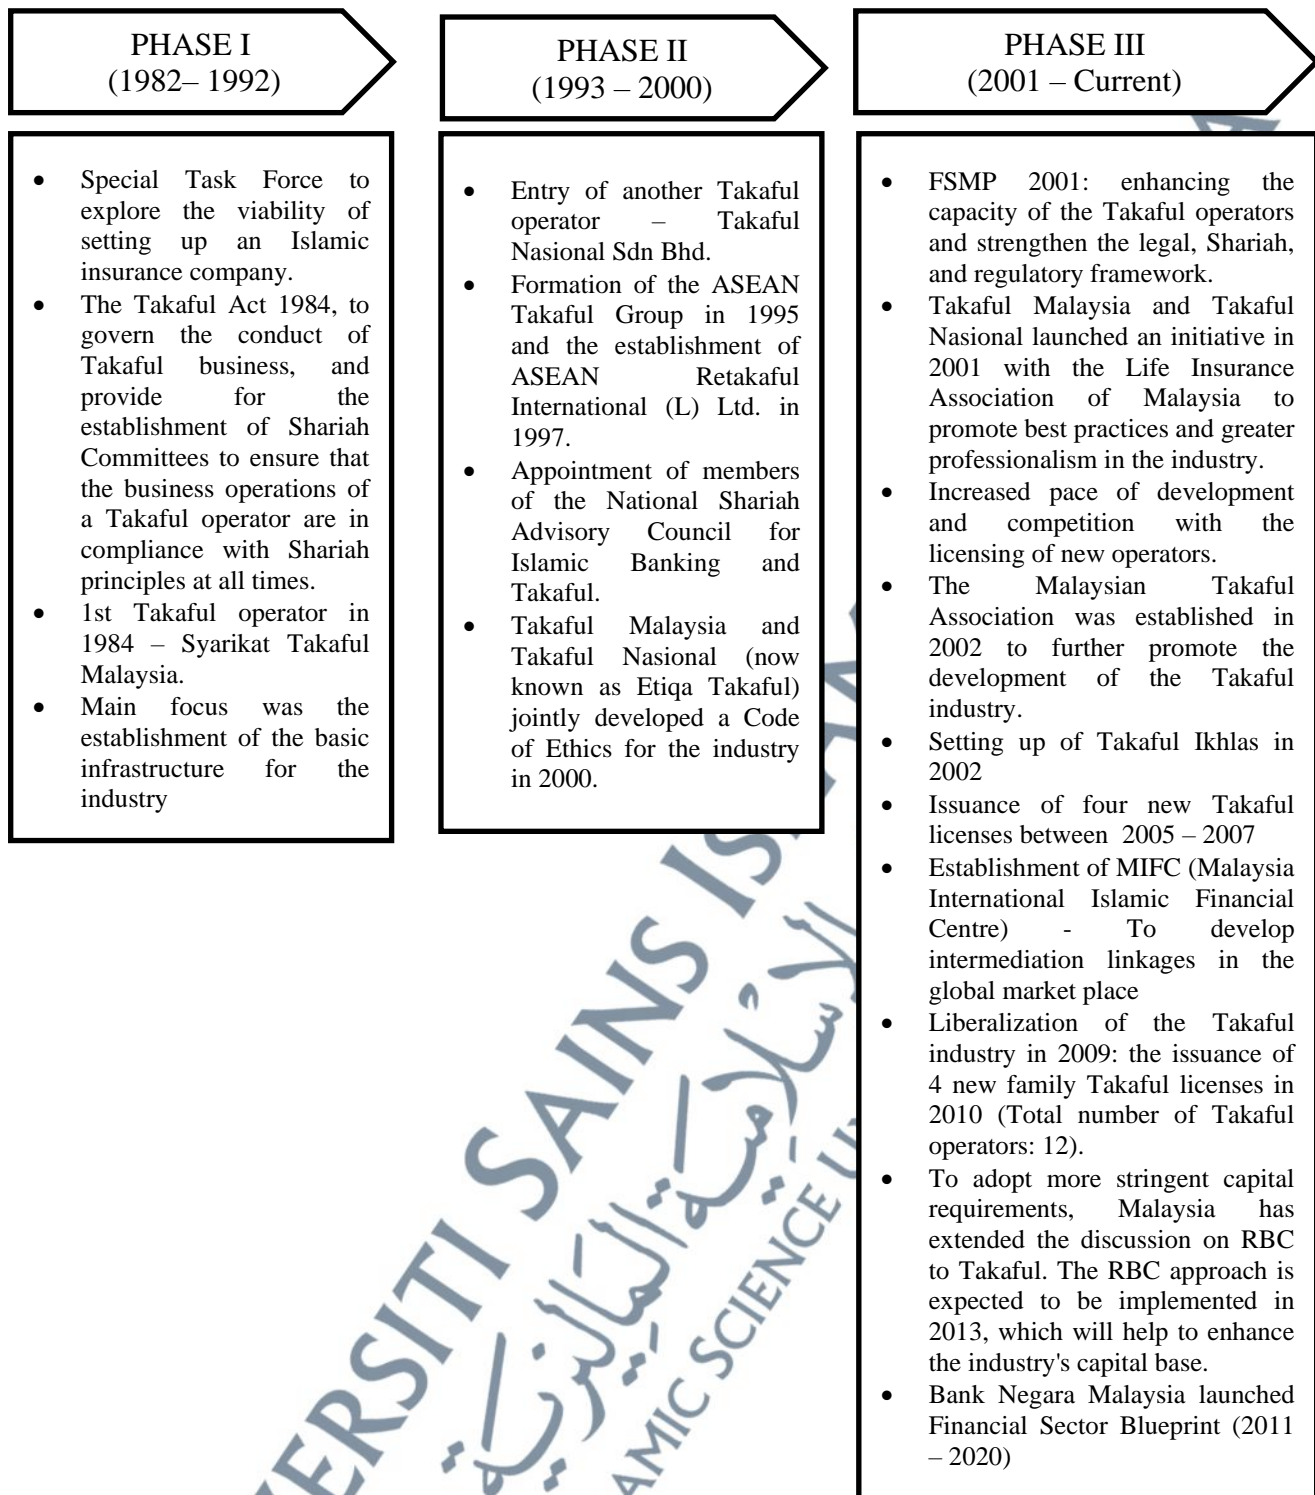 PHASE I
(1982– 1992)
• Special Task Force to
explore the viability of
setting up an Islamic
insurance company.
• The Takaful Act 1984, to
govern the conduct of
Takaful business, and
provide for the
establishment of Shariah
Committees to ensure that
the business operations of
a Takaful operator are in
compliance with Shariah
principles at all times.
• 1st Takaful operator in
1984 – Syarikat Takaful
Malaysia.
• Main focus was the
establishment of the basic
infrastructure for the
industry
PHASE II
(1993 – 2000)
• Entry of another Takaful
operator – Takaful
Nasional Sdn Bhd.
• Formation of the ASEAN
Takaful Group in 1995
and the establishment of
ASEAN Retakaful
International (L) Ltd. in
1997.
• Appointment of members
of the National Shariah
Advisory Council for
Islamic Banking and
Takaful.
• Takaful Malaysia and
Takaful Nasional (now
known as Etiqa Takaful)
jointly developed a Code
of Ethics for the industry
in 2000.
PHASE III
(2001 – Current)
• FSMP 2001: enhancing the
capacity of the Takaful operators
and strengthen the legal, Shariah,
and regulatory framework.
• Takaful Malaysia and Takaful
Nasional launched an initiative in
2001 with the Life Insurance
Association of Malaysia to
promote best practices and greater
professionalism in the industry.
• Increased pace of development
and competition with the
licensing of new operators.
• The Malaysian Takaful
Association was established in
2002 to further promote the
development of the Takaful
industry.
• Setting up of Takaful Ikhlas in
2002
• Issuance of four new Takaful
licenses between 2005 – 2007
• Establishment of MIFC (Malaysia
International Islamic Financial
Centre) - To develop
intermediation linkages in the
global market place
• Liberalization of the Takaful
industry in 2009: the issuance of
4 new family Takaful licenses in
2010 (Total number of Takaful
operators: 12).
• To adopt more stringent capital
requirements, Malaysia has
extended the discussion on RBC
to Takaful. The RBC approach is
expected to be implemented in
2013, which will help to enhance
the industry's capital base.
• Bank Negara Malaysia launched
Financial Sector Blueprint (2011
– 2020)
SAINS
SCIENCE